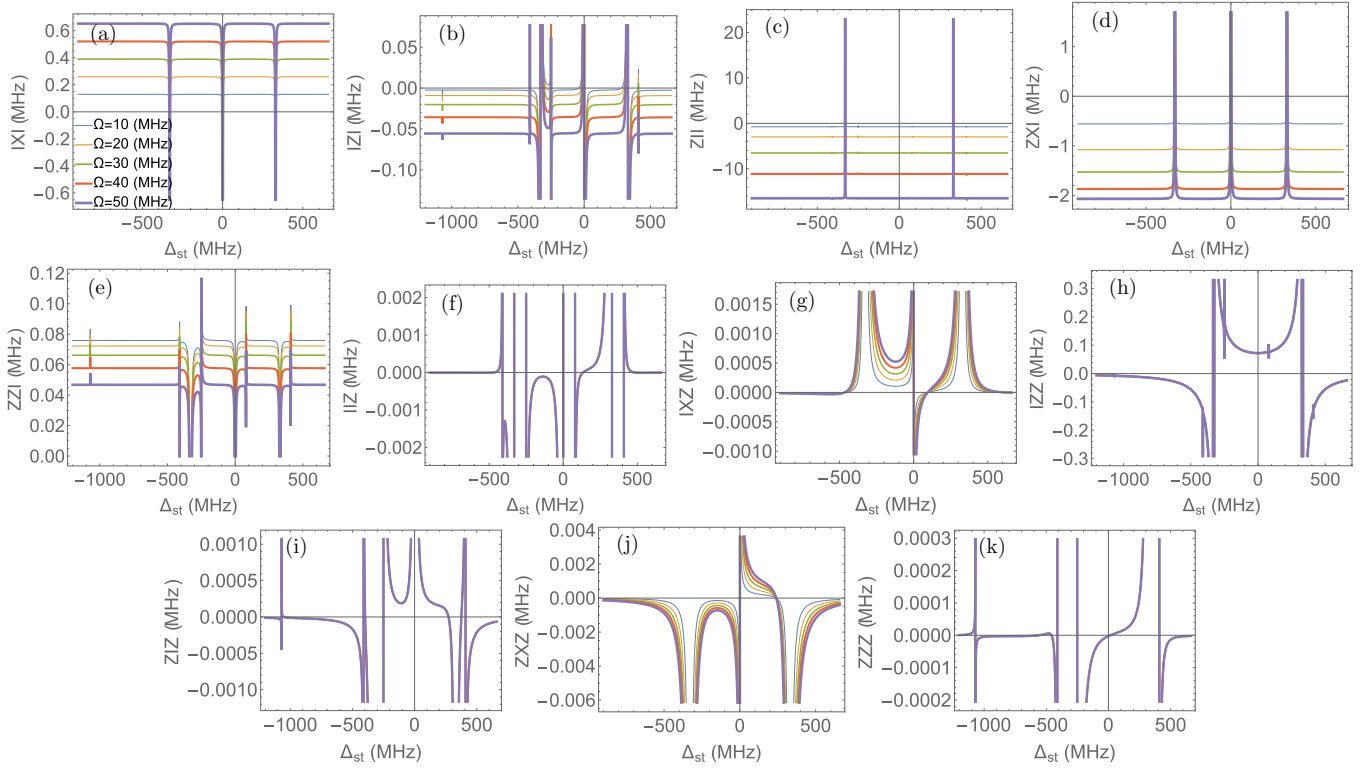 (a)
IXI (MHz)
0.6
0.4
0.2
0.0
−0.2
−0.4
−0.6
Ω=10 (MHz)
Ω=20 (MHz)
Ω=30 (MHz)
Ω=40 (MHz)
Ω=50 (MHz)
−500 0 500
Δst (MHz)
(b)
IZI (MHz)
0.05
0.00
−0.05
−0.10
−1000 −500 0 500
Δst (MHz)
(c)
ZII (MHz)
20
10
0
−10
−500 0 500
Δst (MHz)
(d)
ZXI (MHz)
1
0
−1
−2
−500 0 500
Δst (MHz)
(e)
ZZI (MHz)
0.12
0.10
0.08
0.06
0.04
0.02
0.00
−1000 −500 0 500
Δst (MHz)
(f)
IIZ (MHz)
0.002
0.001
0.000
−0.001
−0.002
−500 0 500
Δst (MHz)
(g)
IXZ (MHz)
0.0015
0.0010
0.0005
0.0000
−0.0005
−0.0010
−500 0 500
Δst (MHz)
(h)
IZZ (MHz)
0.3
0.2
0.1
0.0
−0.1
−0.2
−0.3
−1000 −500 0 500
Δst (MHz)
(i)
ZIZ (MHz)
0.0010
0.0005
0.0000
−0.0005
−0.0010
−1000 −500 0 500
Δst (MHz)
(j)
ZXZ (MHz)
0.004
0.002
0.000
−0.002
−0.004
−0.006
−500 0 500
Δst (MHz)
(k)
ZZZ (MHz)
0.0003
0.0002
0.0001
0.0000
−0.0001
−0.0002
−1000 −500 0 500
Δst (MHz)